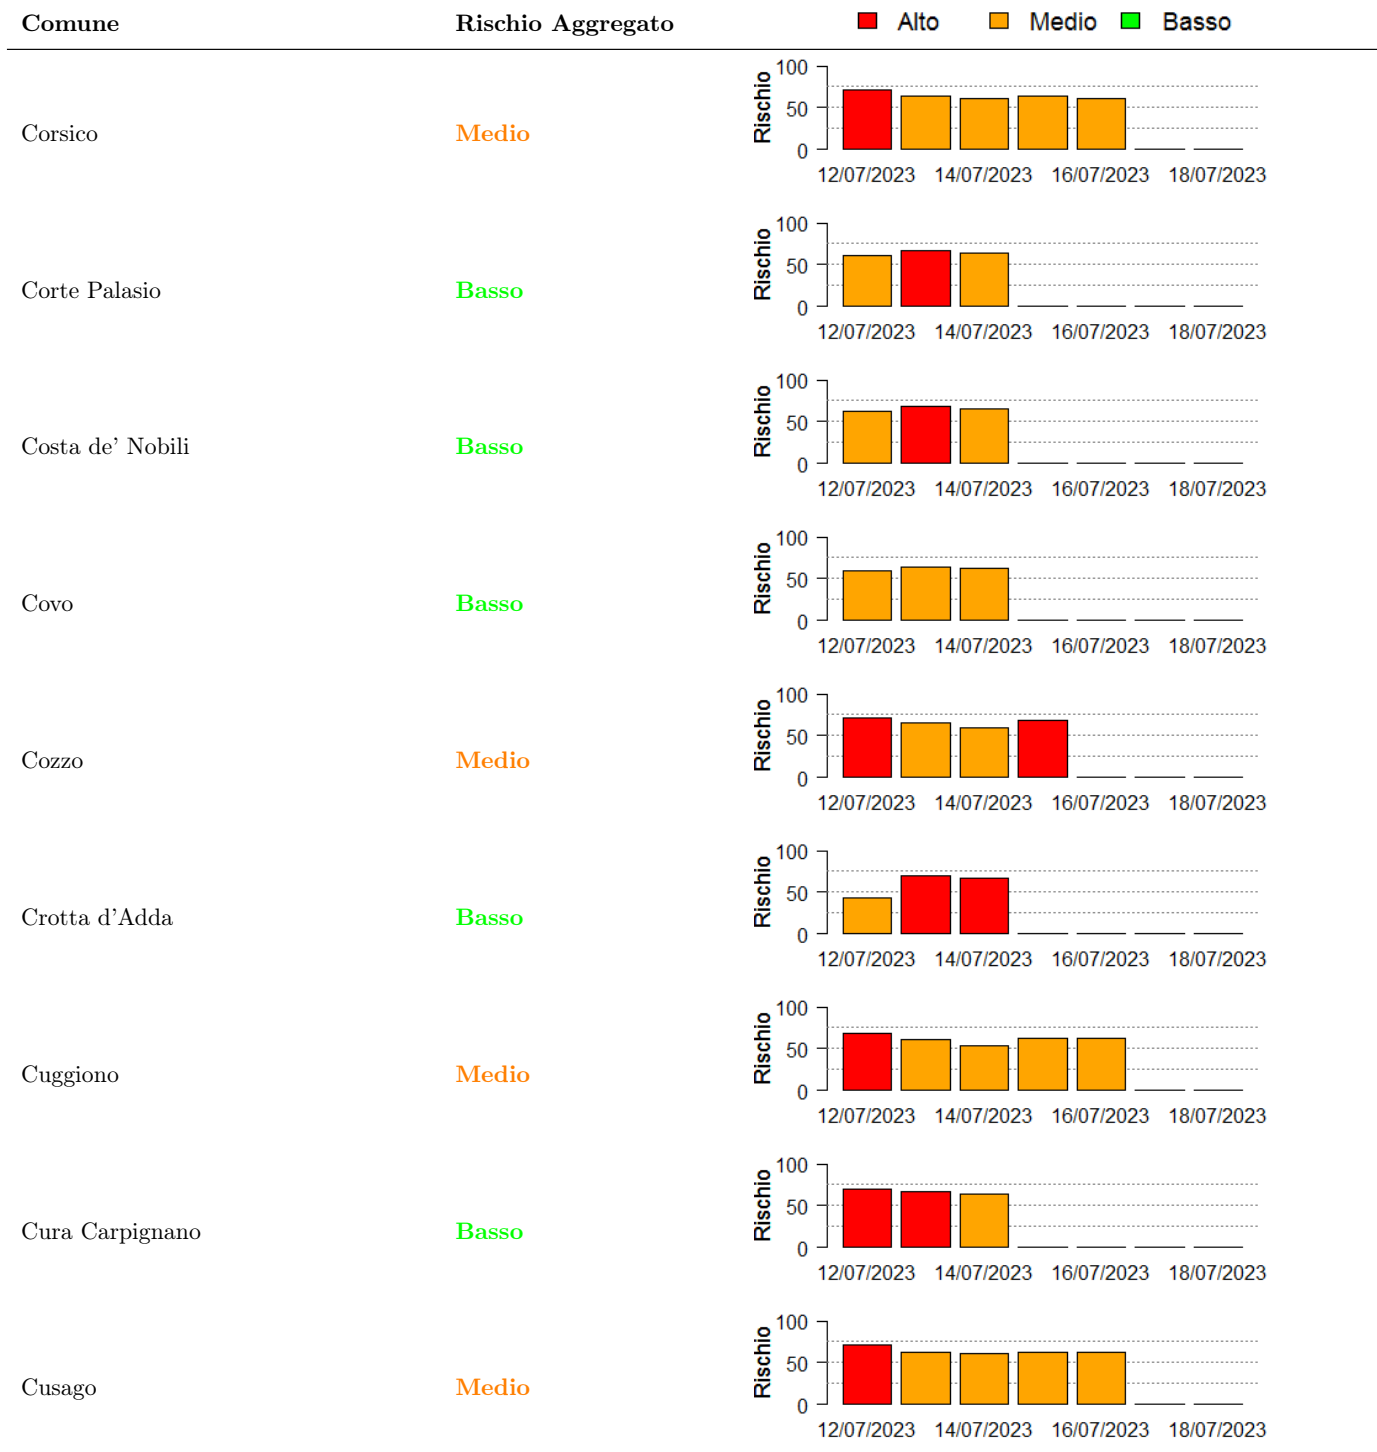 Comune Rischio Aggregato Alto Medio Basso
100
Rischio
50
0
Corsico Medio
12/07/2023 14/07/2023 16/07/2023 18/07/2023
100
Rischio
50
0
Corte Palasio Basso
12/07/2023 14/07/2023 16/07/2023 18/07/2023
100
Rischio
50
0
Costa de' Nobili Basso
12/07/2023 14/07/2023 16/07/2023 18/07/2023
100
Rischio
50
0
Covo Basso
12/07/2023 14/07/2023 16/07/2023 18/07/2023
100
Rischio
50
0
Cozzo Medio
12/07/2023 14/07/2023 16/07/2023 18/07/2023
100
Rischio
50
0
Crotta d'Adda Basso
12/07/2023 14/07/2023 16/07/2023 18/07/2023
100
Rischio
50
0
Cuggiono Medio
12/07/2023 14/07/2023 16/07/2023 18/07/2023
100
Rischio
50
0
Cura Carpignano Basso
12/07/2023 14/07/2023 16/07/2023 18/07/2023
100
Rischio
50
0
Cusago Medio
12/07/2023 14/07/2023 16/07/2023 18/07/2023